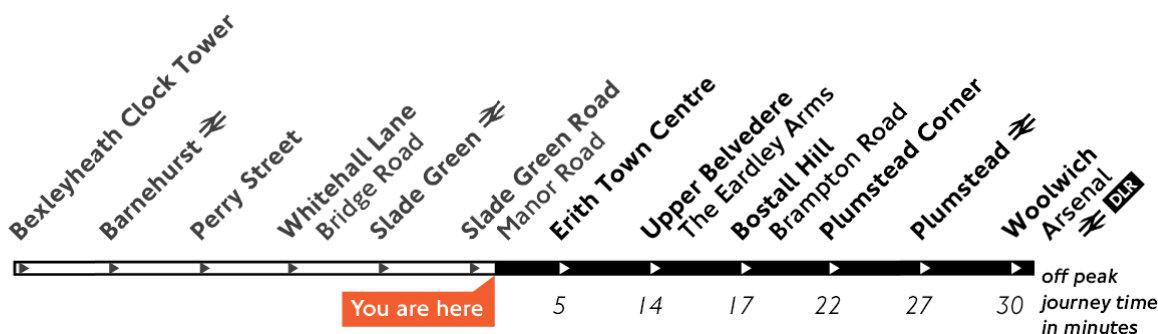 Bexleyheath Clock Tower
Barnehurst
Perry Street
Whitehall Lane
Bridge Road
Slade Green
Slade Green Road
Manor Road
Erith Town Centre
Upper Belvedere
The Eardley Arms
Bostall Hill
Brampton Road
Plumstead Corner
Plumstead
Woolwich
Arsenal
DLR
You are here
5 14 17 22 27 30
off peak
journey time
in minutes